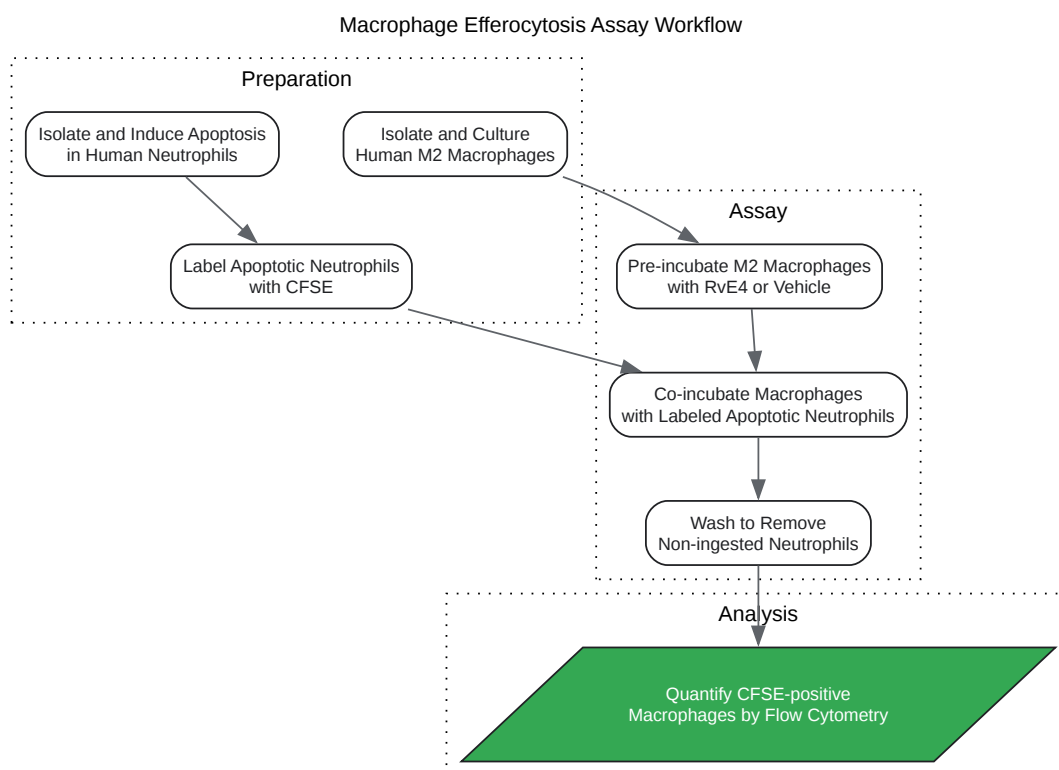 Macrophage Efferocytosis Assay Workflow
Preparation
Isolate and Induce Apoptosis
in Human Neutrophils
Isolate and Culture
Human M2 Macrophages
Label Apoptotic Neutrophils
with CFSE
Assay
Pre-incubate M2 Macrophages
with RvE4 or Vehicle
Co-incubate Macrophages
with Labeled Apoptotic Neutrophils
Wash to Remove
Non-ingested Neutrophils
Analysis
Quantify CFSE-positive
Macrophages by Flow Cytometry